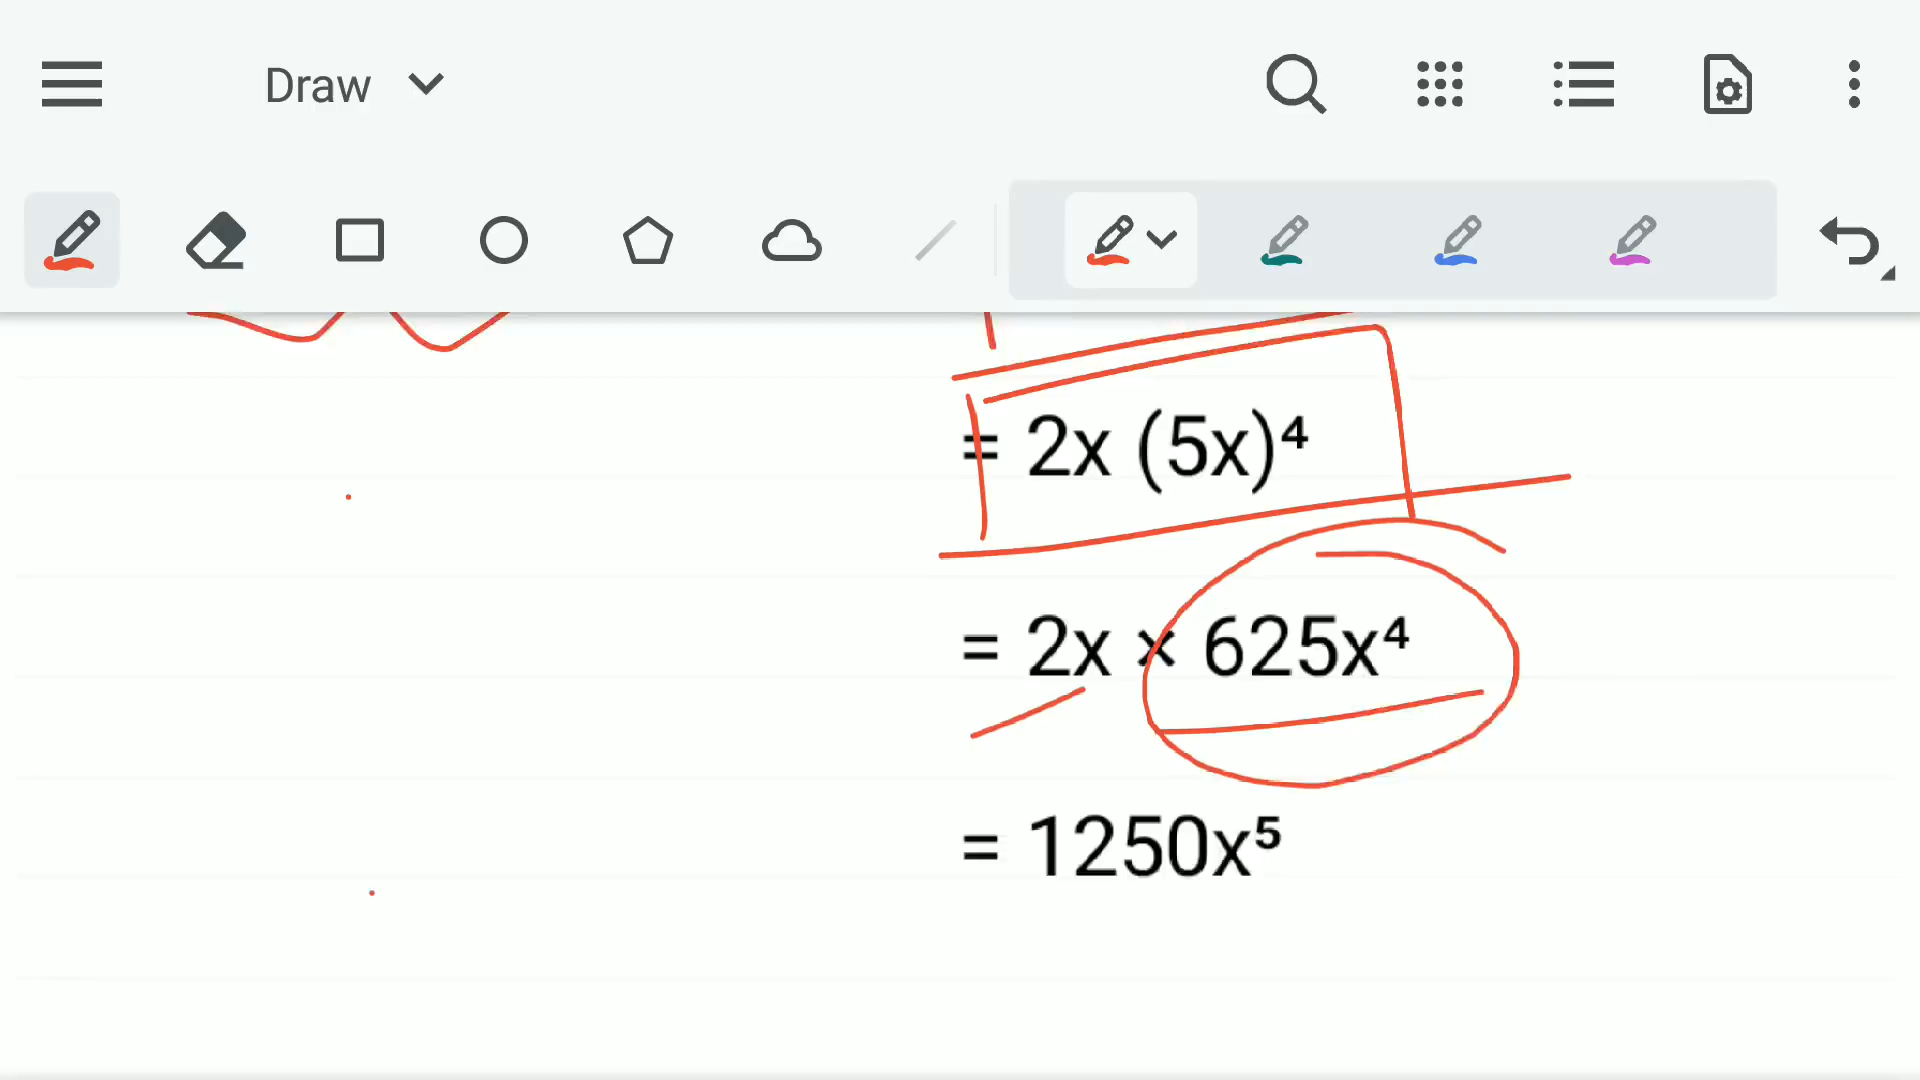 Draw
= 2x (5x)⁴
= 2x × 625x⁴
= 1250x⁵